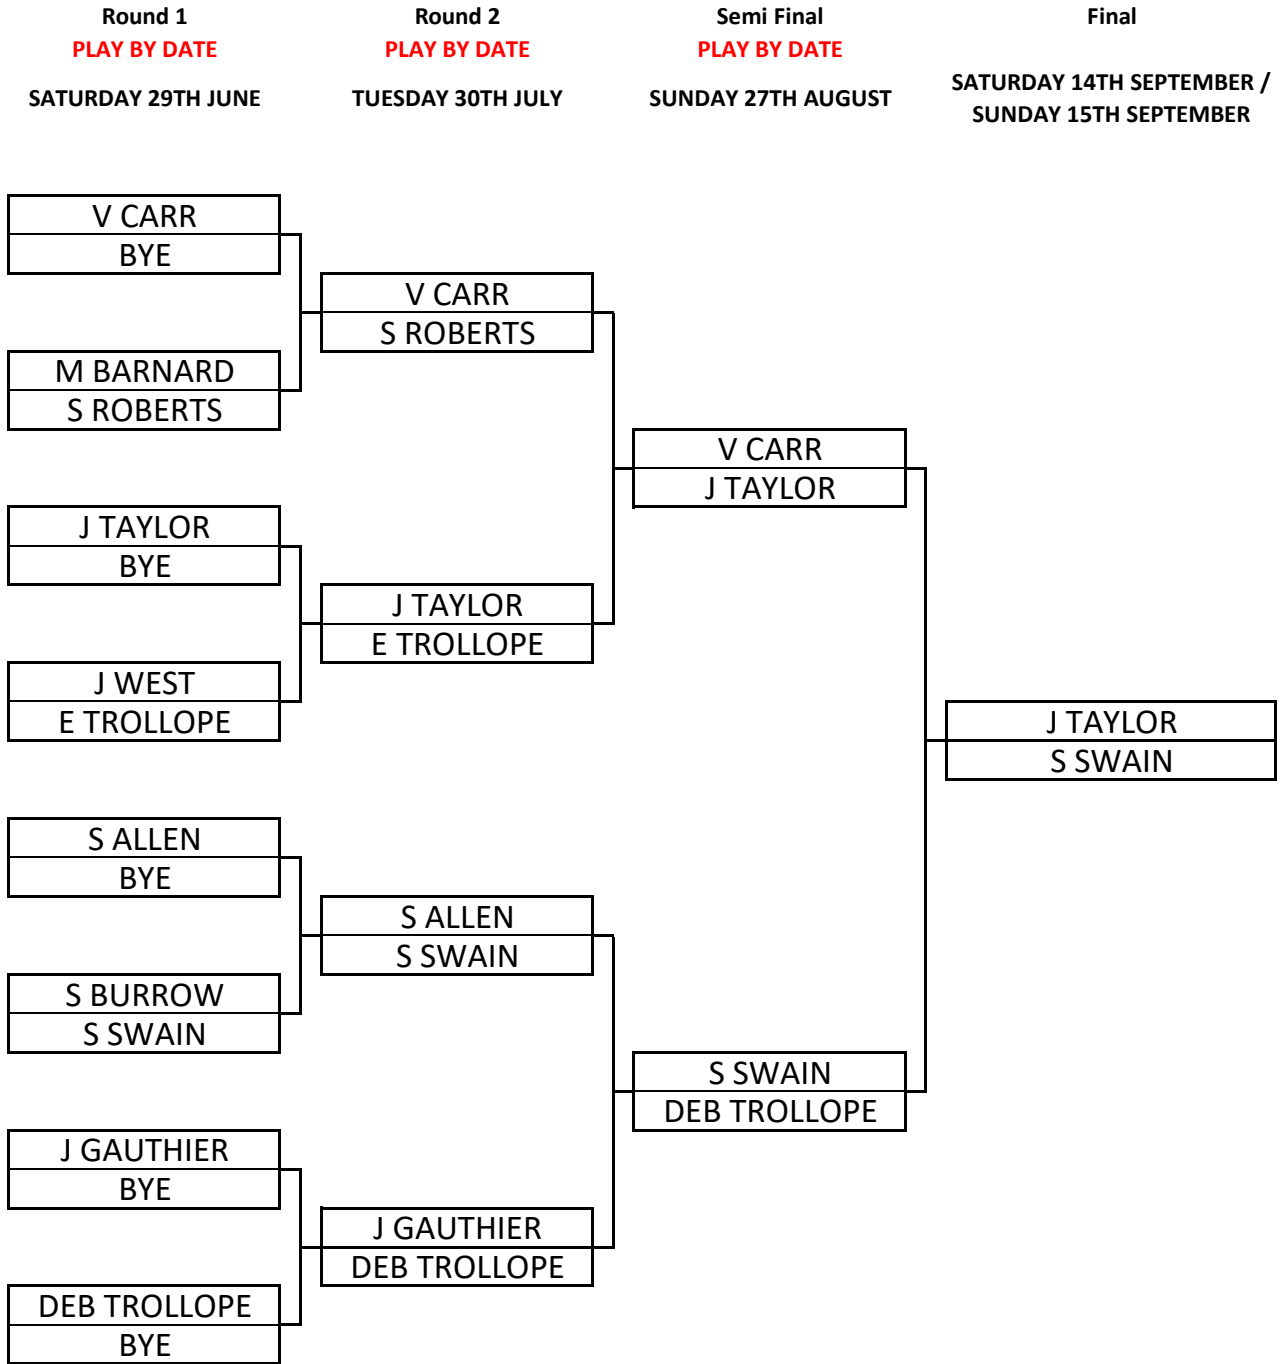 Round 1
PLAY BY DATE
SATURDAY 29TH JUNE
Round 2
PLAY BY DATE
TUESDAY 30TH JULY
Semi Final
PLAY BY DATE
SUNDAY 27TH AUGUST
Final
SATURDAY 14TH SEPTEMBER /
SUNDAY 15TH SEPTEMBER
V CARR
BYE
M BARNARD
S ROBERTS
J TAYLOR
BYE
J WEST
E TROLLOPE
S ALLEN
BYE
S BURROW
S SWAIN
J GAUTHIER
BYE
DEB TROLLOPE
BYE
V CARR
S ROBERTS
J TAYLOR
E TROLLOPE
S ALLEN
S SWAIN
J GAUTHIER
DEB TROLLOPE
V CARR
J TAYLOR
S SWAIN
DEB TROLLOPE
J TAYLOR
S SWAIN